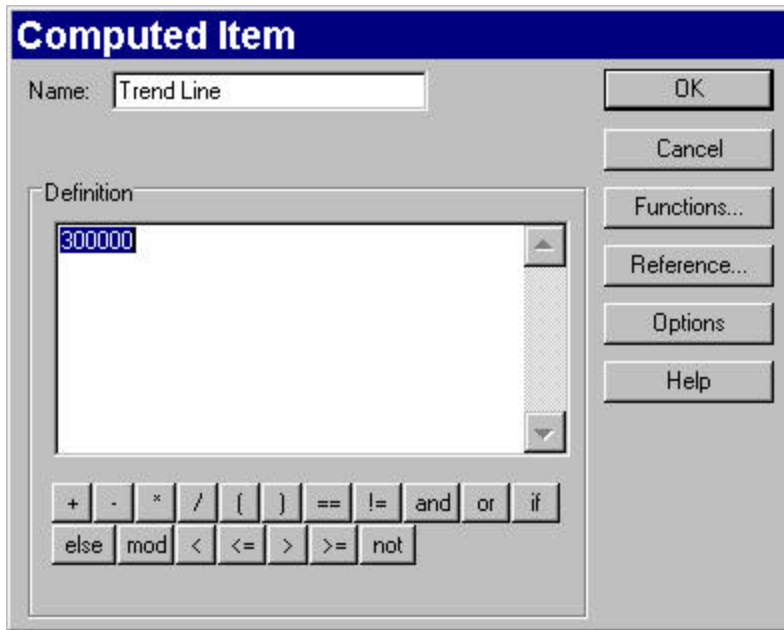 Computed Item
Name: Trend Line
OK
Cancel
Definition
Functions...
300000
Reference...
Options
Help
+ - * / ( ) == != and or if
else mod < <= > >= not